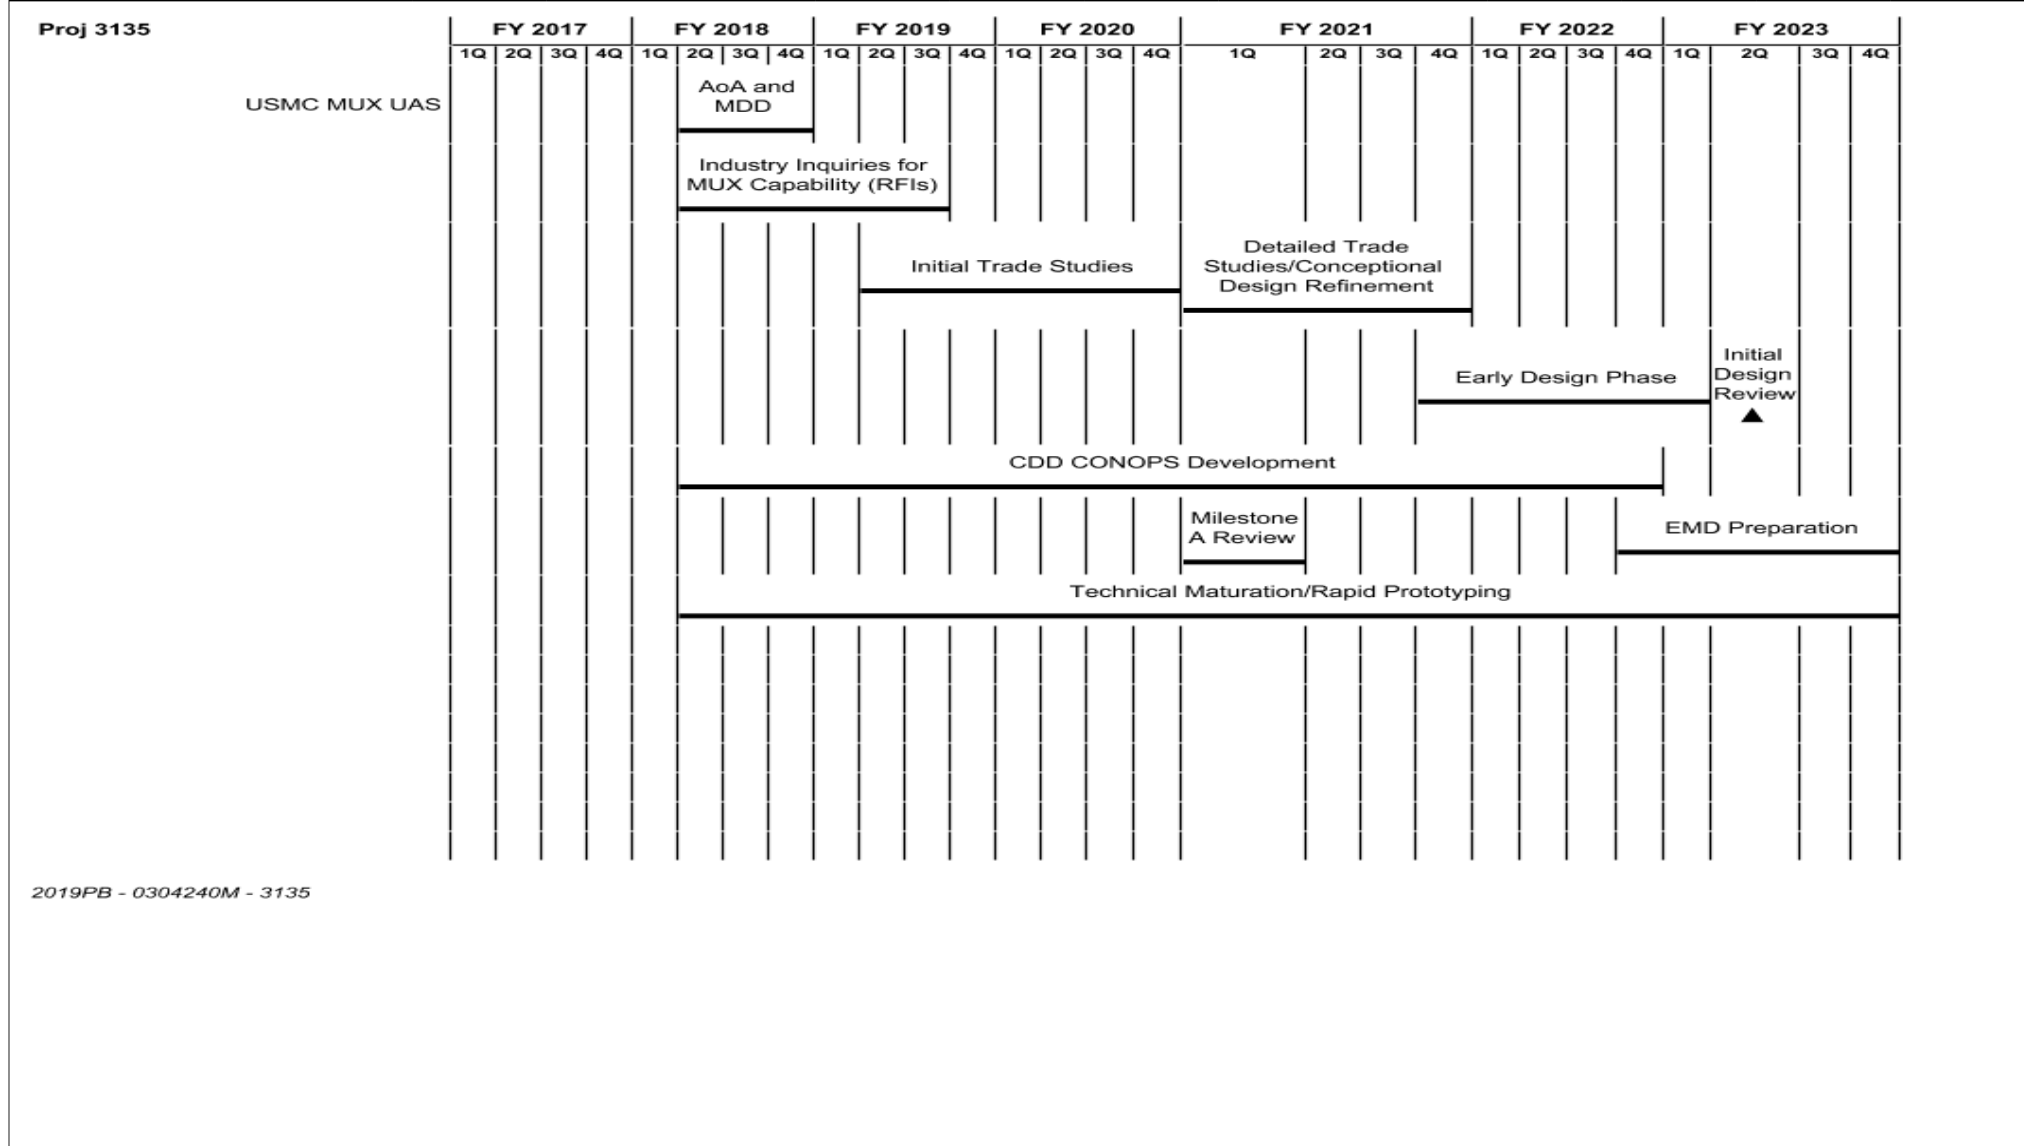 Proj 3135 FY 2017 FY 2018 FY 2019 FY 2020 FY 2021 FY 2022 FY 2023
1Q 2Q 3Q 4Q 1Q 2Q 3Q 4Q 1Q 2Q 3Q 4Q 1Q 2Q 3Q 4Q 1Q 2Q 3Q 4Q 1Q 2Q 3Q 4Q 1Q 2Q 3Q 4Q
USMC MUX UAS
AoA and
MDD
Industry Inquiries for
MUX Capability (RFIs)
Initial Trade Studies
Detailed Trade
Studies/Conceptional
Design Refinement
Early Design Phase
Initial
Design
Review
CDD CONOPS Development
Milestone
A Review
EMD Preparation
Technical Maturation/Rapid Prototyping
2019PB - 0304240M - 3135